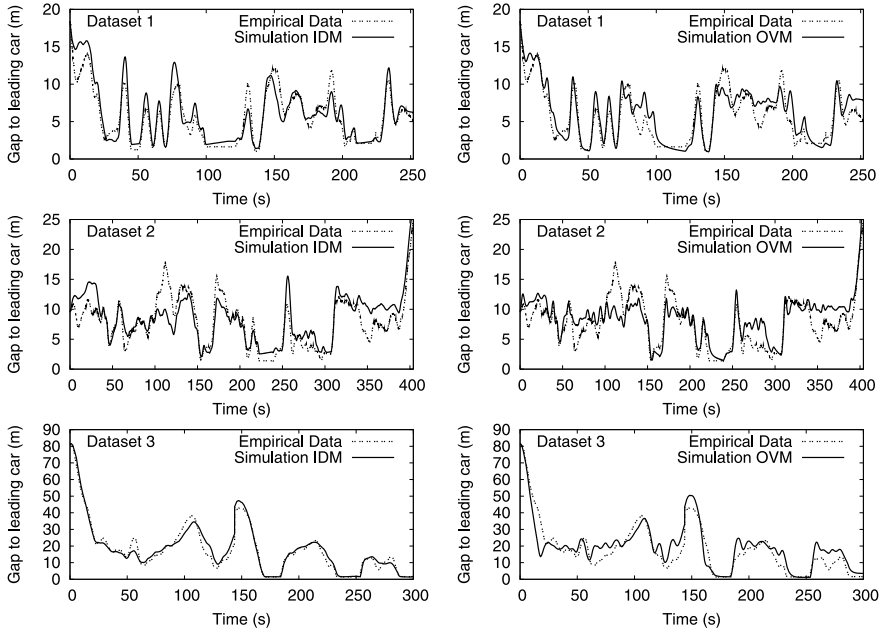 Gap to leading car (m)
20
15
10
5
0
Dataset 1
Empirical Data
Simulation IDM
0 50 100 150 200 250
Time (s)
Gap to leading car (m)
20
15
10
5
0
Dataset 1
Empirical Data
Simulation OVM
0 50 100 150 200 250
Time (s)
Gap to leading car (m)
25
20
15
10
5
0
Dataset 2
Empirical Data
Simulation IDM
0 50 100 150 200 250 300 350 400
Time (s)
Gap to leading car (m)
25
20
15
10
5
0
Dataset 2
Empirical Data
Simulation OVM
0 50 100 150 200 250 300 350 400
Time (s)
Gap to leading car (m)
90
80
70
60
50
40
30
20
10
0
Dataset 3
Empirical Data
Simulation IDM
0 50 100 150 200 250 300
Time (s)
Gap to leading car (m)
90
80
70
60
50
40
30
20
10
0
Dataset 3
Empirical Data
Simulation OVM
0 50 100 150 200 250 300
Time (s)